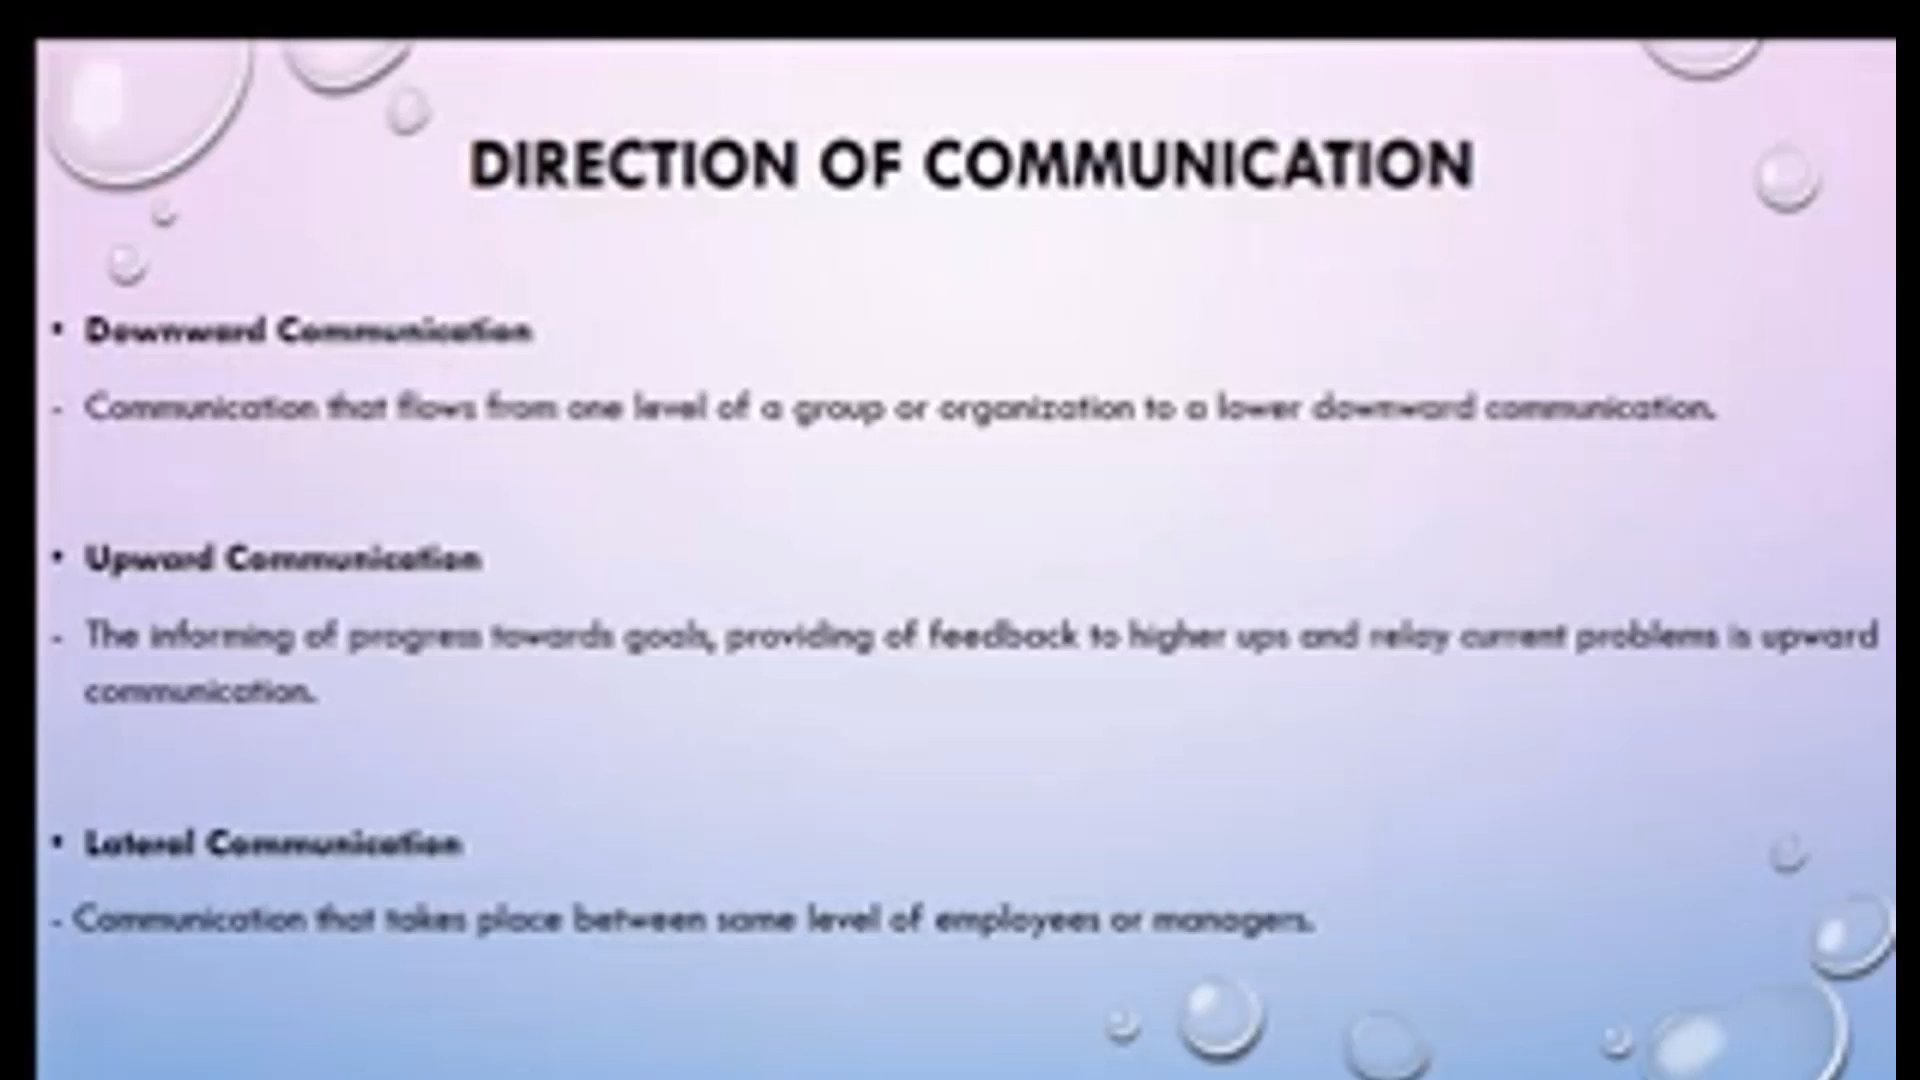 DIRECTION OF COMMUNICATION
• Downward Communication
- Communication that flows from one level of a group or organization to a lower downward communication.
• Upward Communication
- The informing of progress towards goals, providing of feedback to higher ups and relay current problems is upward
communication.
• Lateral Communication
- Communication that takes place between same level of employees or managers.